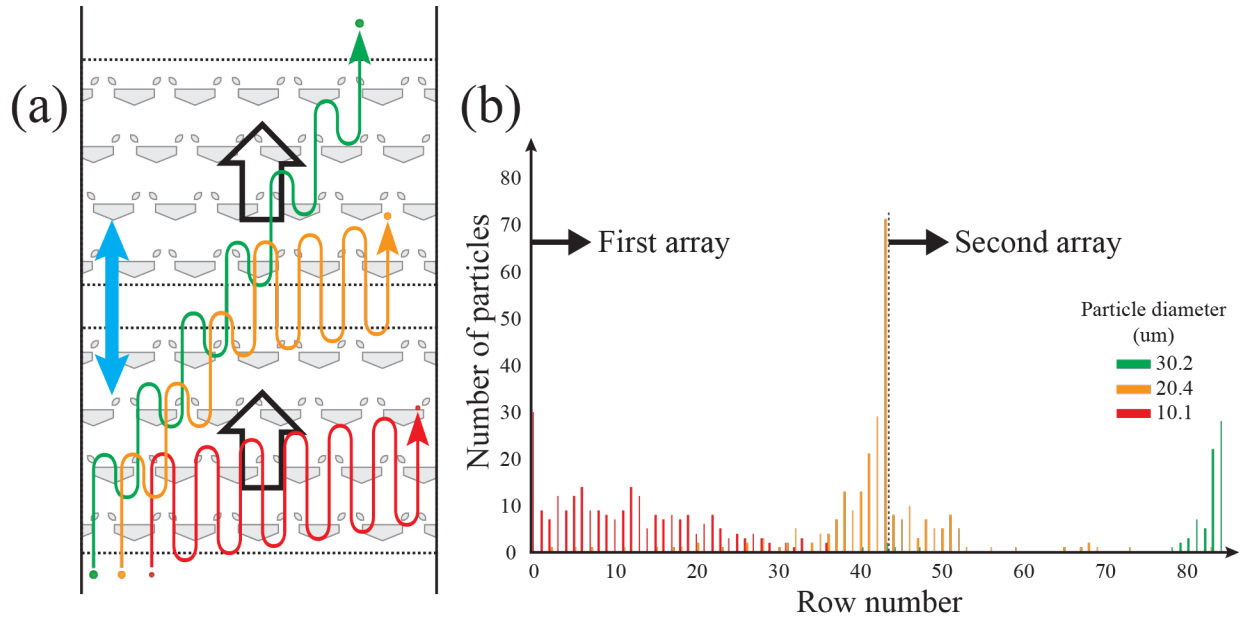 (a)
(b)
Number of particles
80
70
60
50
40
30
20
10
0
First array
Second array
Particle diameter
(um)
30.2
20.4
10.1
0 10 20 30 40 50 60 70 80
Row number